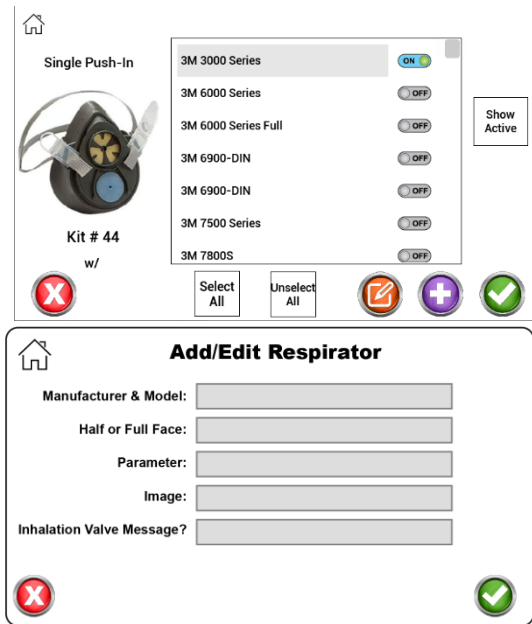 Single Push-In
Kit # 44
w/
3M 3000 Series ON
3M 6000 Series OFF
3M 6000 Series Full OFF
3M 6900-DIN OFF
3M 6900-DIN OFF
3M 7500 Series OFF
3M 7800S OFF
Show
Active
Select
All
Unselect
All
Add/Edit Respirator
Manufacturer & Model:
Half or Full Face:
Parameter:
Image:
Inhalation Valve Message?